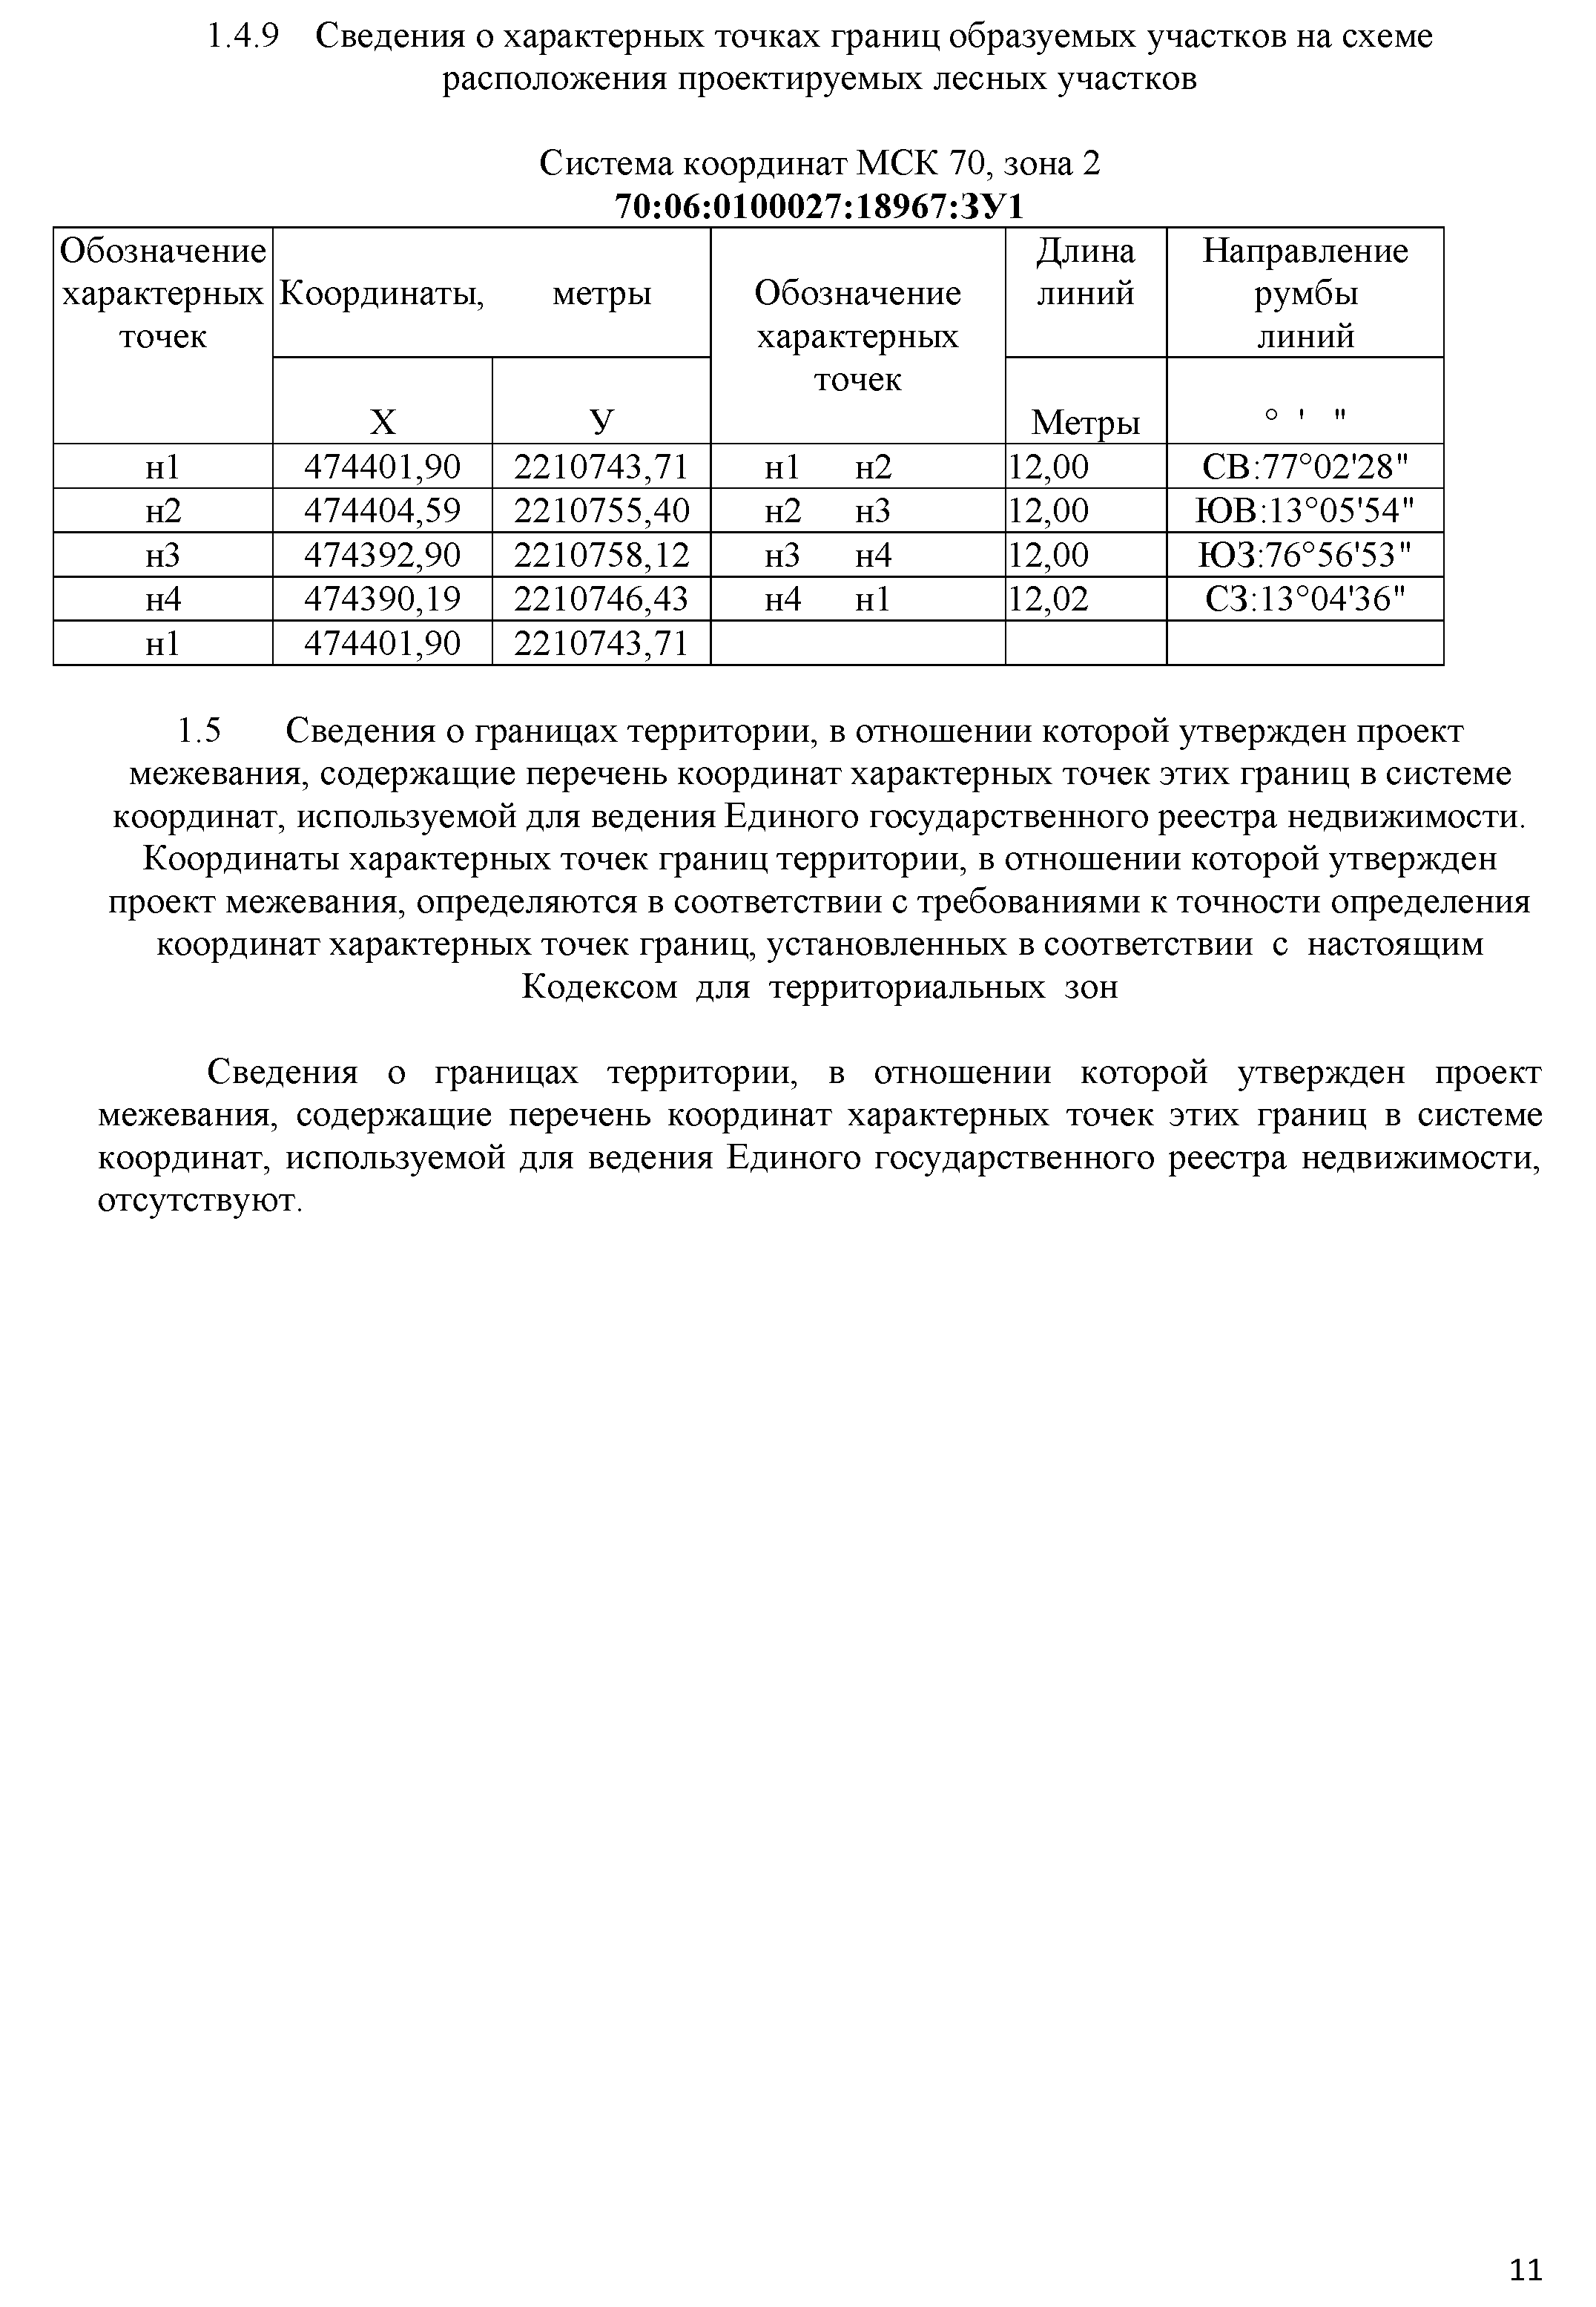 1.4.9 Сведения о характерных точках границ образуемых участков на схеме
расположения проектируемых лесных участков
Система координат МСК 70, зона 2
70:06:0100027:18967:ЗУ1
Обозначение характерных точек Координаты, метры Обозначение характерных точек Длина линий Направление румбы линий
Х У Метры ° ' "
н1 474401,90 2210743,71 н1 н2 12,00 СВ:77°02'28"
н2 474404,59 2210755,40 н2 н3 12,00 ЮВ:13°05'54"
н3 474392,90 2210758,12 н3 н4 12,00 ЮЗ:76°56'53"
н4 474390,19 2210746,43 н4 н1 12,02 СЗ:13°04'36"
н1 474401,90 2210743,71
1.5 Сведения о границах территории, в отношении которой утвержден проект
межевания, содержащие перечень координат характерных точек этих границ в системе
координат, используемой для ведения Единого государственного реестра недвижимости.
Координаты характерных точек границ территории, в отношении которой утвержден
проект межевания, определяются в соответствии с требованиями к точности определения
координат характерных точек границ, установленных в соответствии с настоящим
Кодексом для территориальных зон
Сведения о границах территории, в отношении которой утвержден проект
межевания, содержащие перечень координат характерных точек этих границ в системе
координат, используемой для ведения Единого государственного реестра недвижимости,
отсутствуют.
11